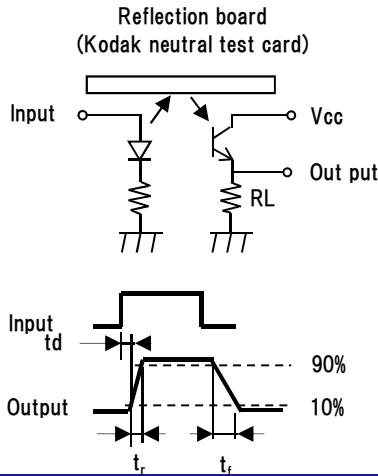 Reflection board
(Kodak neutral test card)
Input
Vcc
Out put
RL
Input
td
90%
Output
10%
tr
tf